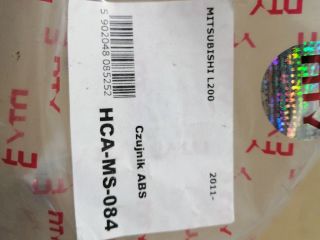 MITSUBISHI L200
2011-
5 902048 085252
Czujnik ABS
HCA-MS-084